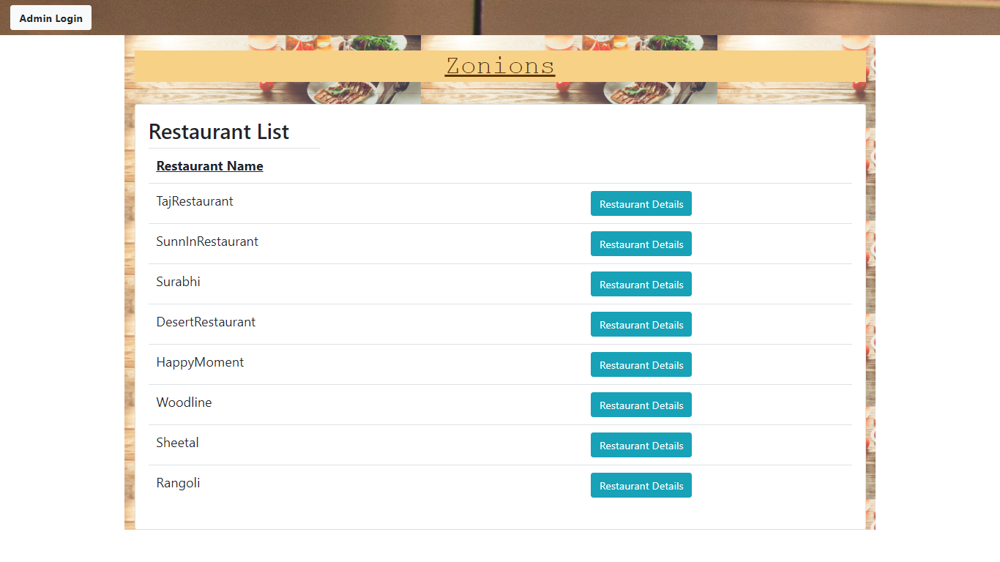 Admin Login
Zonions
Restaurant List
Restaurant Name
TajRestaurant Restaurant Details
SunnInRestaurant Restaurant Details
Surabhi Restaurant Details
DesertRestaurant Restaurant Details
HappyMoment Restaurant Details
Woodline Restaurant Details
Sheetal Restaurant Details
Rangoli Restaurant Details